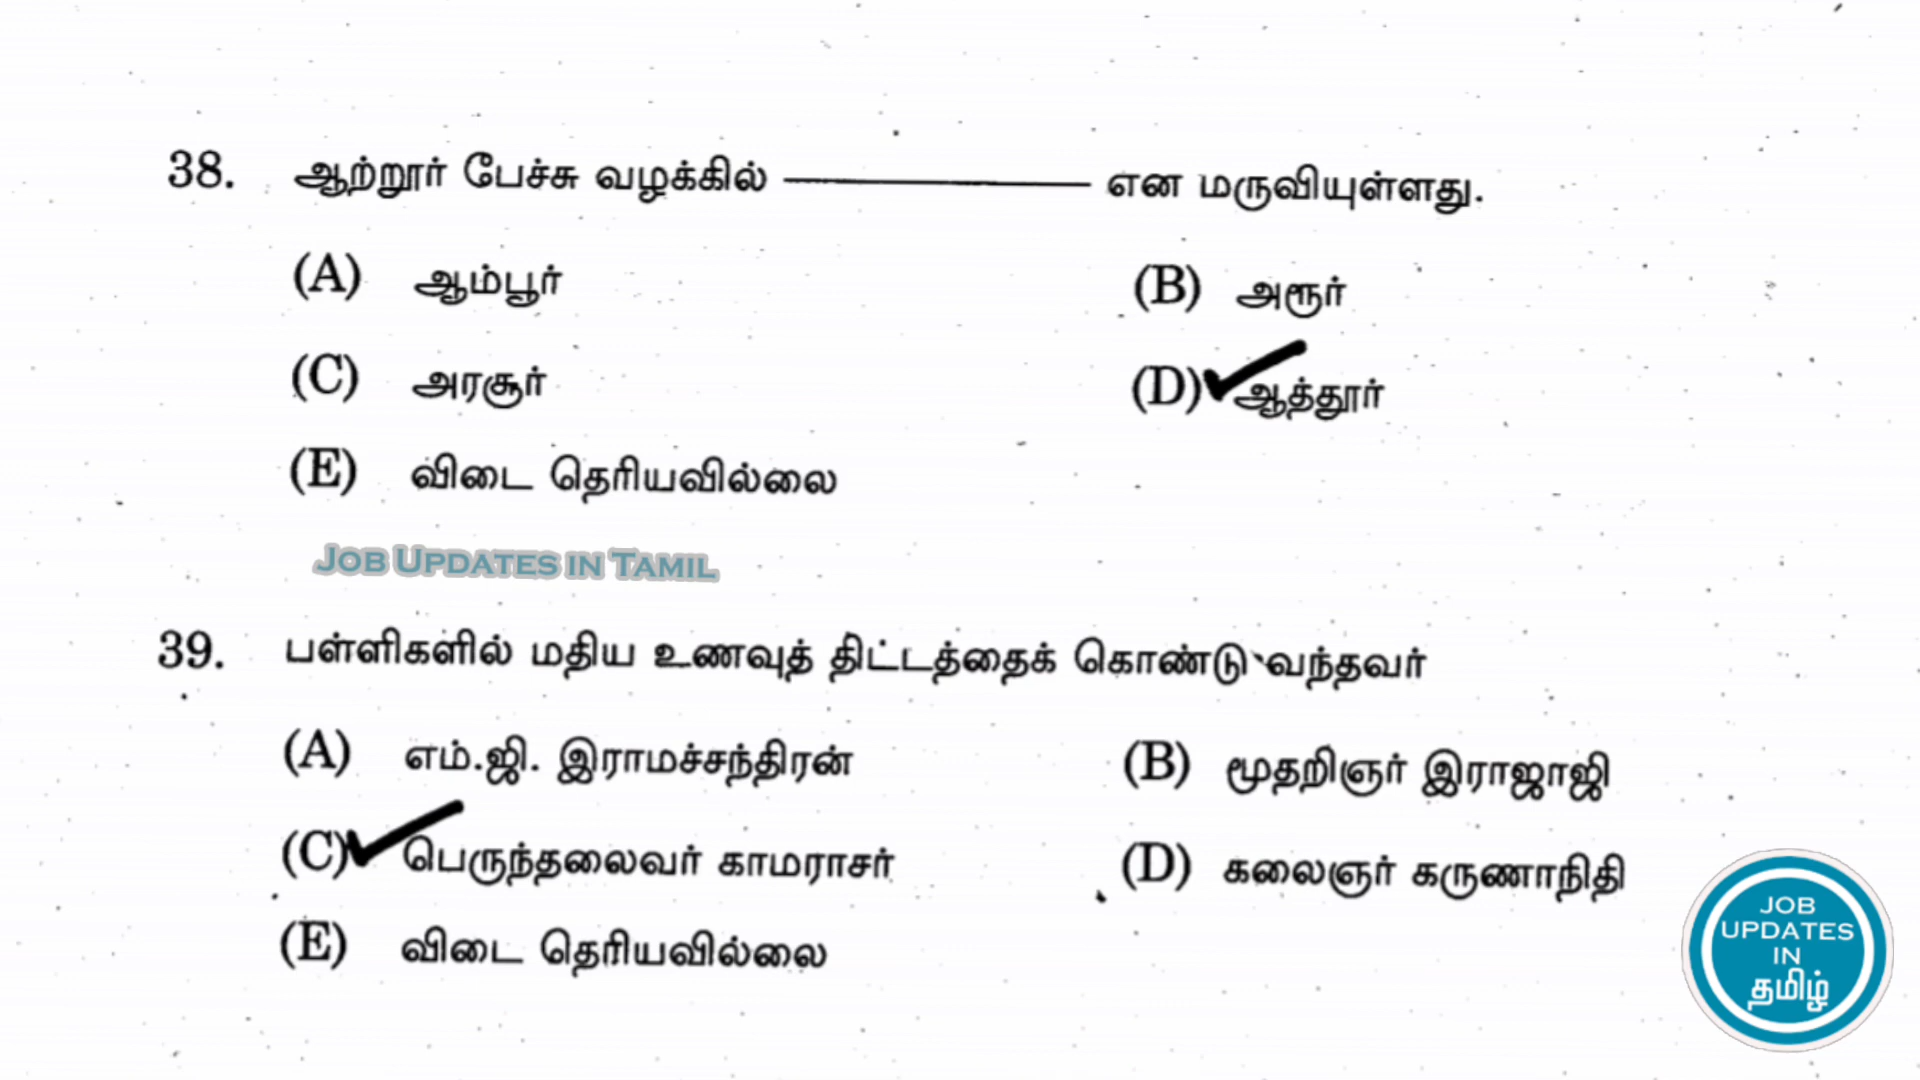 38. ஆற்றூர் பேச்சு வழக்கில் ———— என மருவியுள்ளது.
(A) ஆம்பூர் (B) அரூர்
(C) அரசூர் (D) ஆத்தூர்
(E) விடை தெரியவில்லை
JOB UPDATES IN TAMIL
39. பள்ளிகளில் மதிய உணவுத் திட்டத்தைக் கொண்டு வந்தவர்
(A) எம்.ஜி. இராமச்சந்திரன் (B) மூதறிஞர் இராஜாஜி
(C) பெருந்தலைவர் காமராசர் (D) கலைஞர் கருணாநிதி
(E) விடை தெரியவில்லை
JOB
UPDATES
IN
தமிழ்